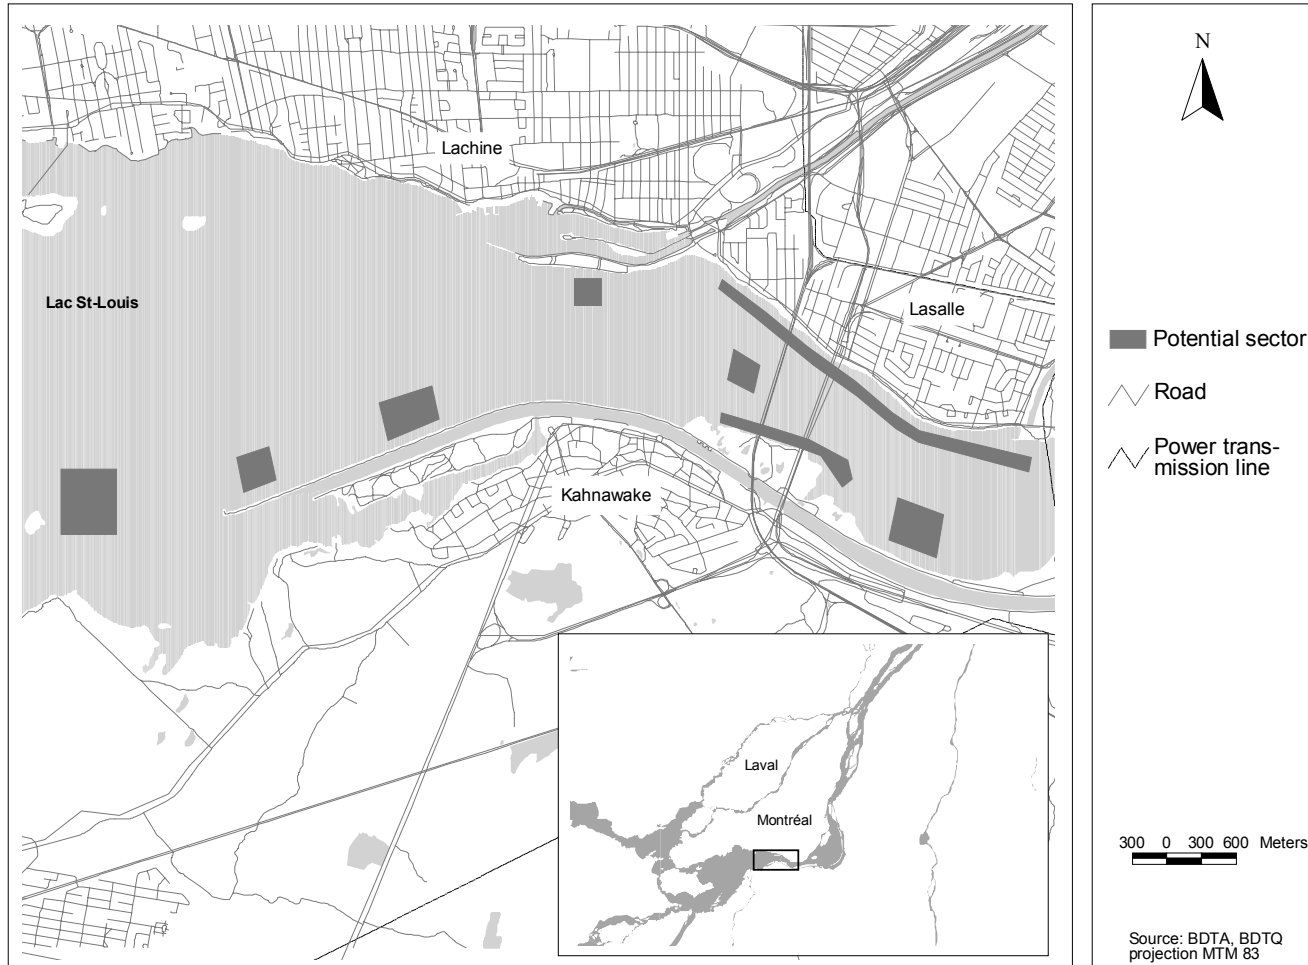 Lachine
Lac St-Louis
Lasalle
Kahnawake
Laval
Montréal
N
Potential sector
Road
Power trans-
mission line
300 0 300 600 Meters
Source: BDTA, BDTQ
projection MTM 83